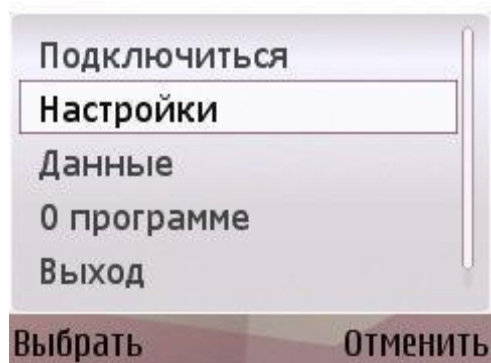 Подключиться
Настройки
Данные
О программе
Выход
Выбрать Отменить